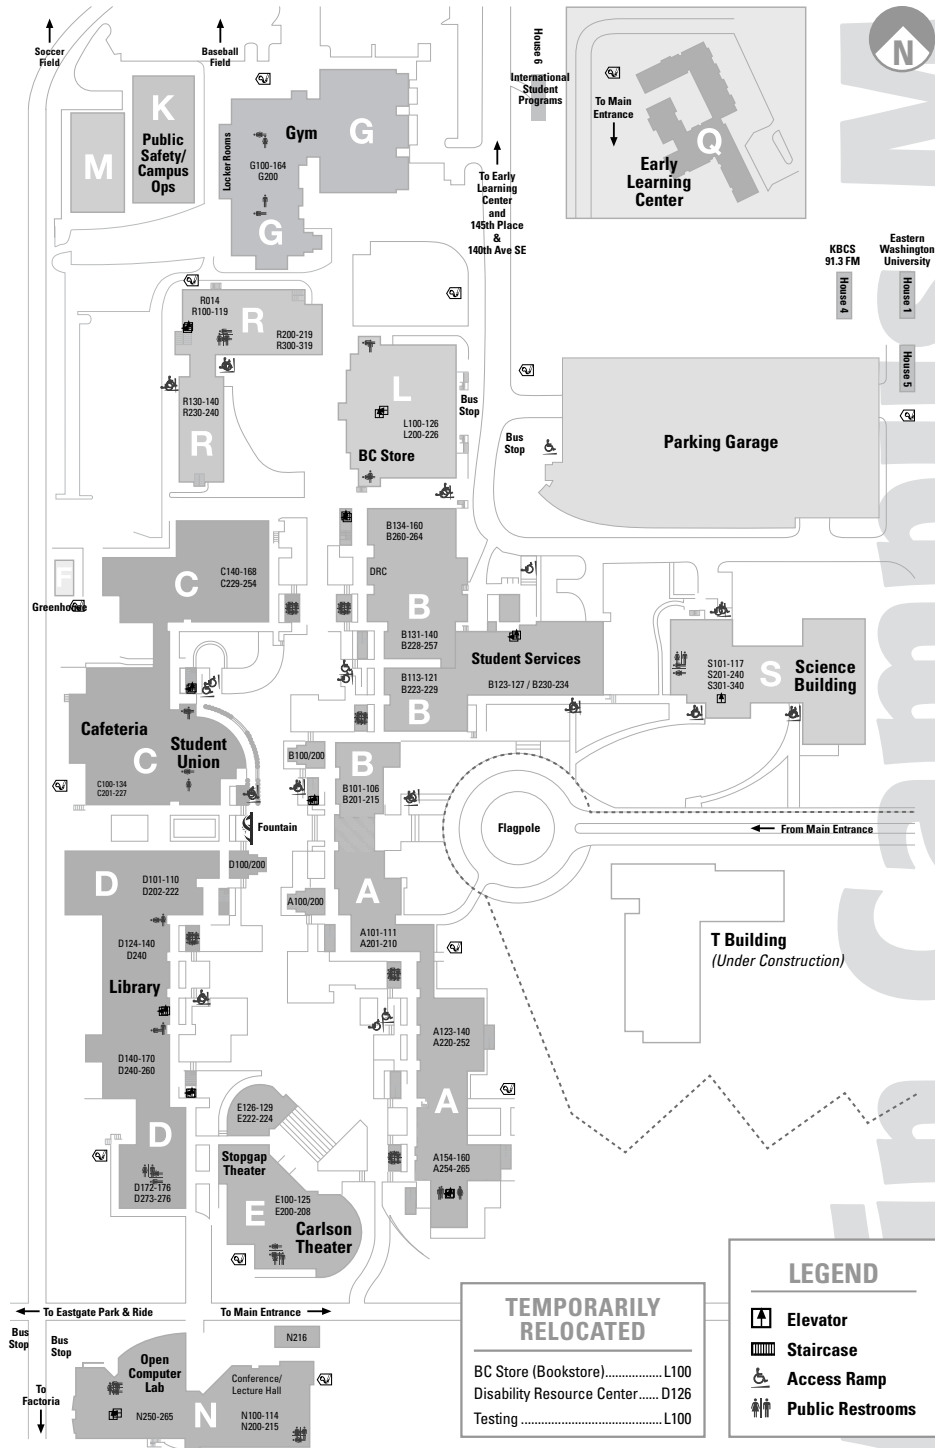 Soccer
Field
Baseball
Field
House 6
International
Student
Programs
To Main
Entrance
Q
Early
Learning
Center
N
K
Public
Safety/
Campus
Ops
M
Locker Rooms
Gym
G
G100-164
G200
G
To Early
Learning
Center
and
145th Place
&
140th Ave SE
KBCS
91.3 FM
House 4
Eastern
Washington
University
House 1
House 5
R014
R100-119
R
R200-219
R300-319
R130-140
R230-240
R
L
L100-126
L200-226
BC Store
Bus
Stop
Bus
Stop
Parking Garage
F
Greenhouse
C
C140-168
C229-254
B134-160
B260-264
DRC
B
B131-140
B228-257
Student Services
B123-127 / B230-234
B113-121
B223-229
B
S101-117
S201-240
S301-340
S
Science
Building
Cafeteria
Student
Union
C
C100-134
C201-227
B100/200
B
B101-106
B201-215
Fountain
Flagpole
From Main Entrance
D
D101-110
D202-222
D100/200
A100/200
A
A101-111
A201-210
D124-140
D240
Library
D140-170
D240-260
D
D172-176
D273-276
T Building
(Under Construction)
A123-140
A220-252
A
A154-160
A254-265
E126-129
E222-224
Stopgap
Theater
E100-125
E200-208
E
Carlson
Theater
To Eastgate Park & Ride
To Main Entrance
Bus
Stop
Bus
Stop
To
Factoria
Open
Computer
Lab
N250-265
N
N216
Conference/
Lecture Hall
N100-114
N200-215
TEMPORARILY
RELOCATED
BC Store (Bookstore)................. L100
Disability Resource Center...... D126
Testing .......................................... L100
LEGEND
Elevator
Staircase
Access Ramp
Public Restrooms
Main Campus M